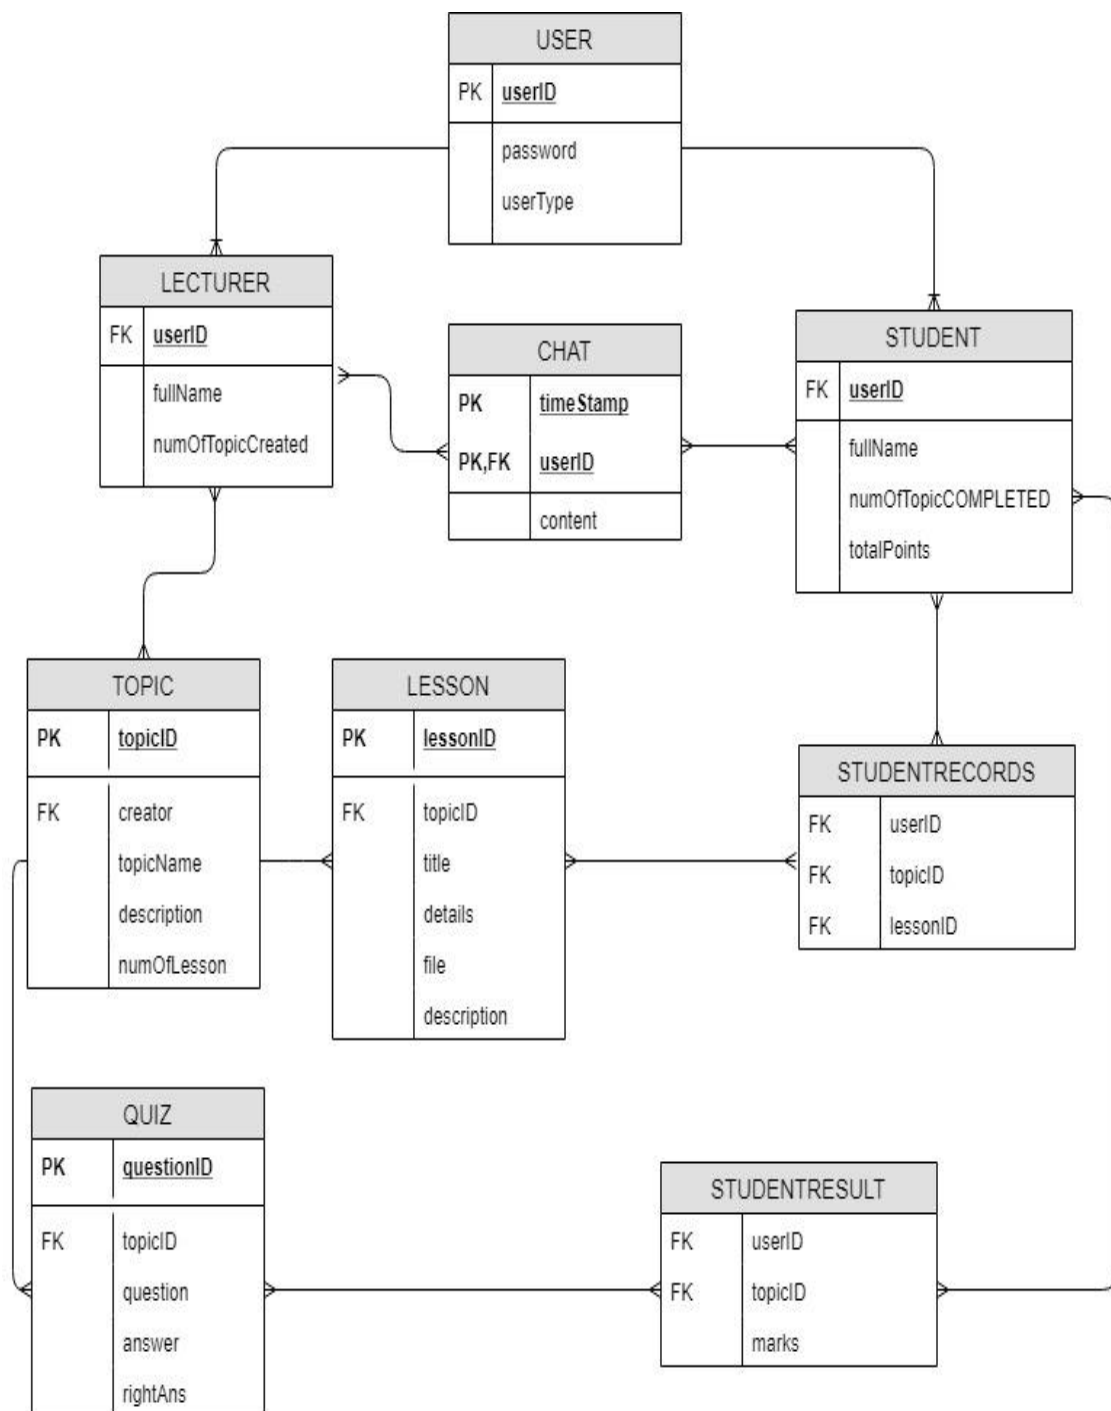 USER
PK userID
password
userType
LECTURER
FK userID
fullName
numOfTopicCreated
CHAT
PK timeStamp
PK,FK userID
content
STUDENT
FK userID
fullName
numOfTopicCOMPLETED
totalPoints
TOPIC
PK topicID
FK creator
topicName
description
numOfLesson
LESSON
PK lessonID
FK topicID
title
details
file
description
STUDENTRECORDS
FK userID
FK topicID
FK lessonID
QUIZ
PK questionID
FK topicID
question
answer
rightAns
STUDENTRESULT
FK userID
FK topicID
marks